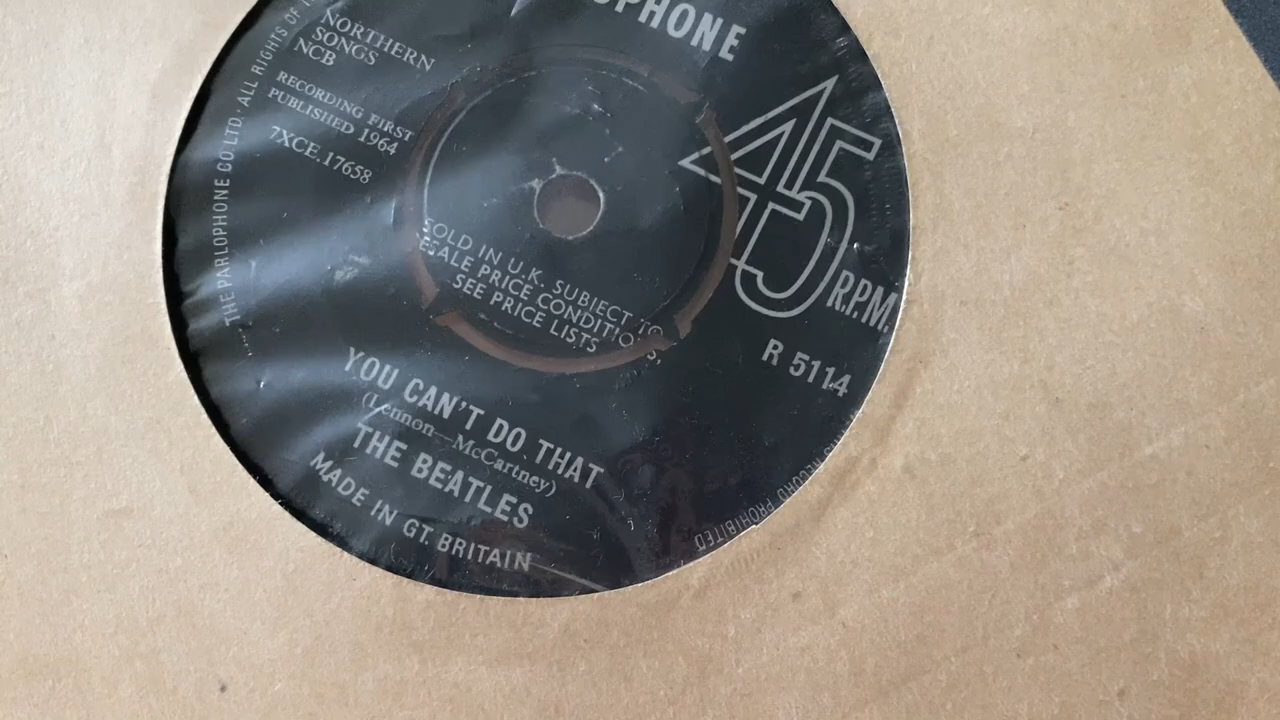 OPHONE
NORTHERN
SONGS
NCB
RECORDING FIRST
PUBLISHED 1964
7XCE.17658
THE PARLOPHONE CO.LTD. ALL RIGHTS OF
45
R.P.M.
R 5114
SOLD IN U.K. SUBJECT TO
ESALE PRICE CONDITIONS,
SEE PRICE LISTS
YOU CAN'T DO THAT
(Lennon—McCartney)
THE BEATLES
MADE IN GT. BRITAIN
RECORD PROHIBITED